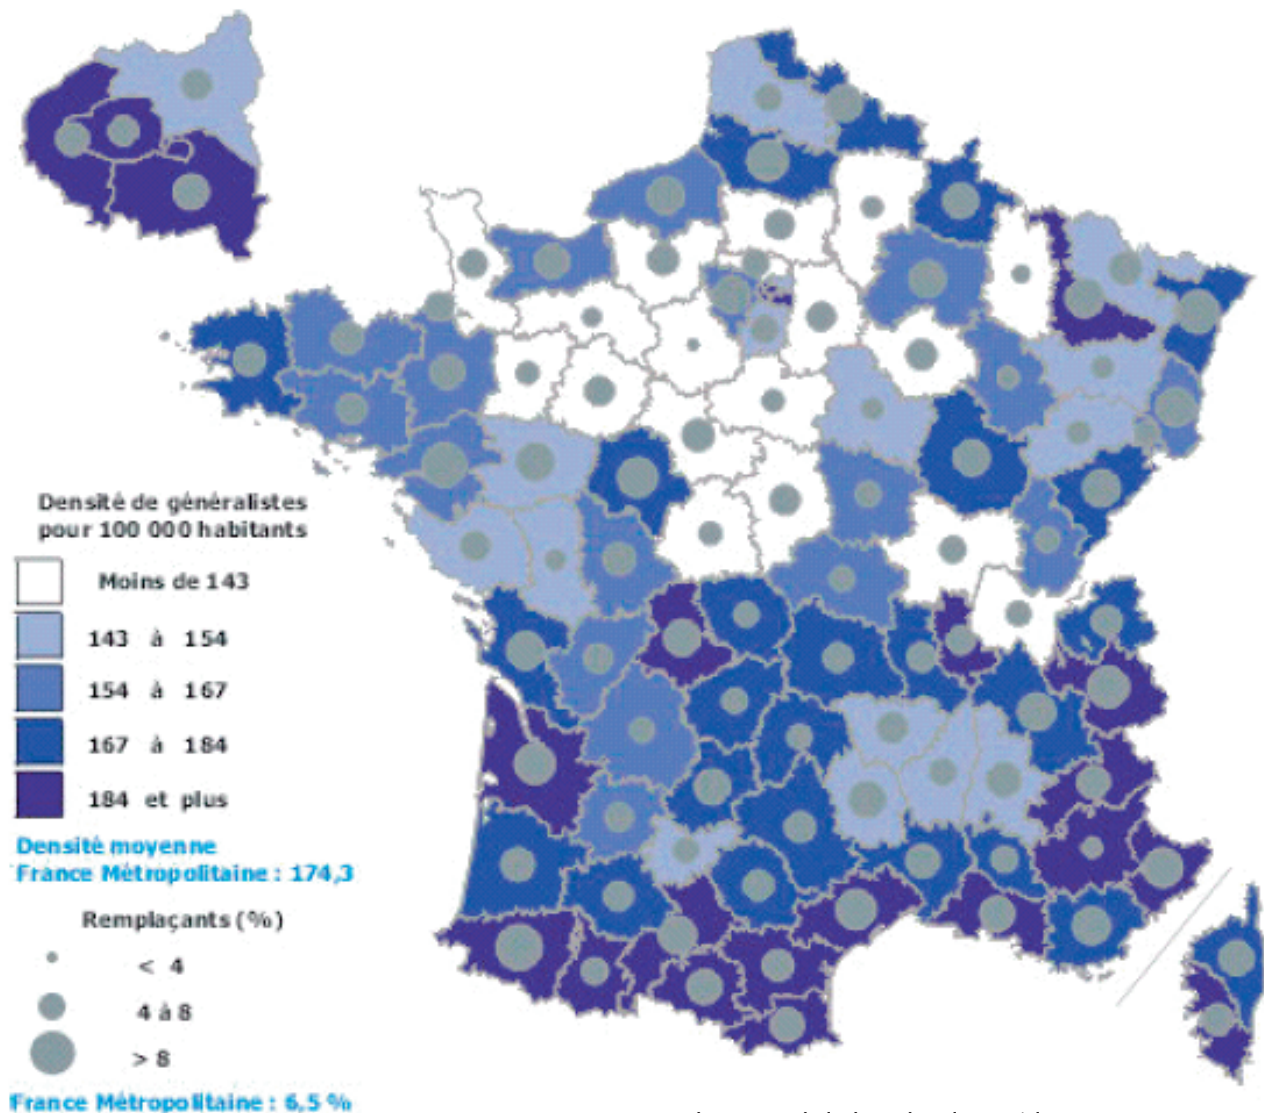 Densité de généralistes
pour 100 000 habitants
Moins de 143
143 à 154
154 à 167
167 à 184
184 et plus
Densité moyenne
France Métropolitaine : 174,3
Remplaçants (%)
< 4
4 à 8
> 8
France Métropolitaine : 6,5 %